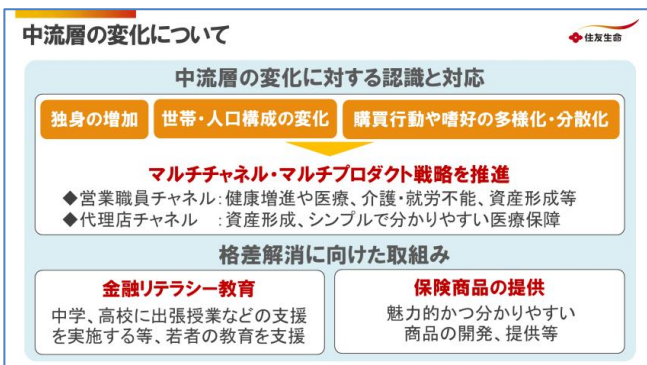 中流層の変化について
住友生命
中流層の変化に対する認識と対応
独身の増加
世帯・人口構成の変化
購買行動や嗜好の多様化・分散化
マルチチャネル・マルチプロダクト戦略を推進
◆営業職員チャネル:健康増進や医療、介護・就労不能、資産形成等
◆代理店チャネル :資産形成、シンプルで分かりやすい医療保障
格差解消に向けた取組み
金融リテラシー教育
中学、高校に出張授業などの支援
を実施する等、若者の教育を支援
保険商品の提供
魅力的かつ分かりやすい
商品の開発、提供等